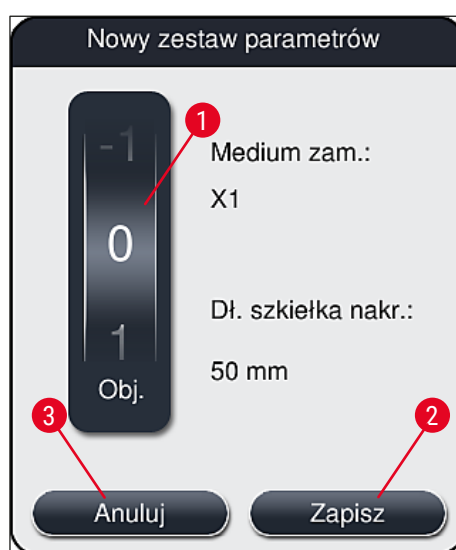 Nowy zestaw parametrów
1
-1
Medium zam.:
X1
0
Dł. szkiełka nakr.:
1
50 mm
Obj.
3
2
Anuluj
Zapisz